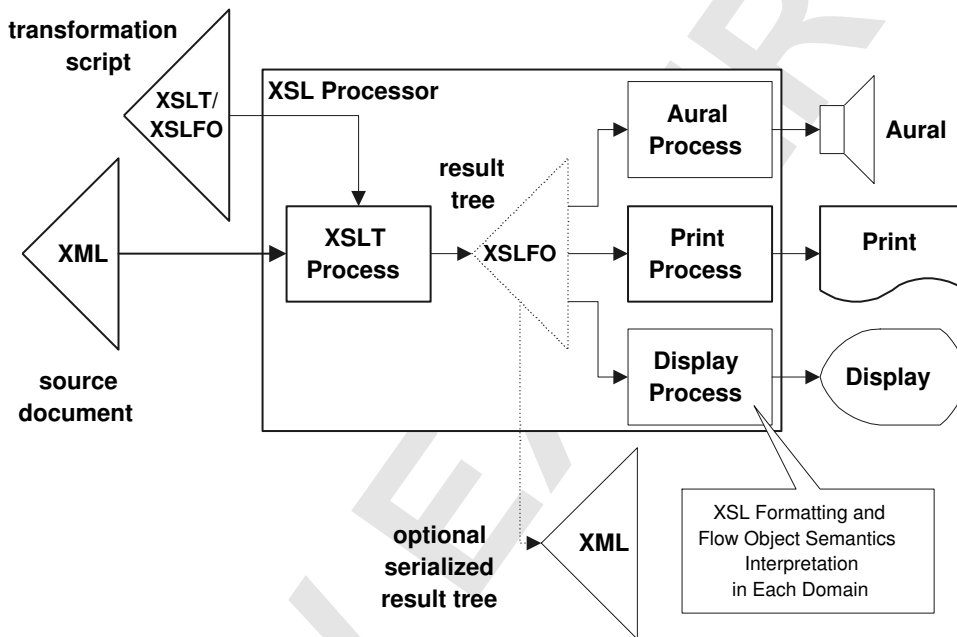 transformation
script
XSLT/
XSLFO
XSL Processor
Aural
Process
Aural
result
tree
XML
XSLT
Process
XSLFO
Print
Process
Print
source
document
Display
Process
Display
optional
serialized
result tree
XML
XSL Formatting and
Flow Object Semantics
Interpretation
in Each Domain